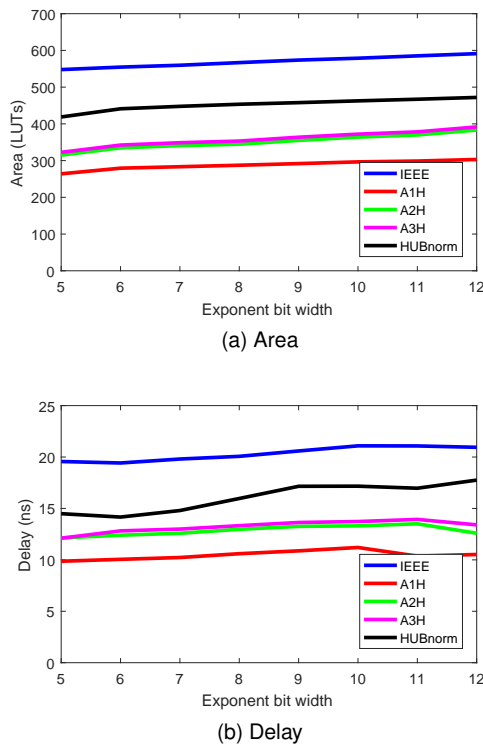 700
600
500
400
300
200
100
0
Area (LUTs)
IEEE
A1H
A2H
A3H
HUBnorm
5 6 7 8 9 10 11 12
Exponent bit width
(a) Area
25
20
15
10
5
0
Delay (ns)
IEEE
A1H
A2H
A3H
HUBnorm
5 6 7 8 9 10 11 12
Exponent bit width
(b) Delay